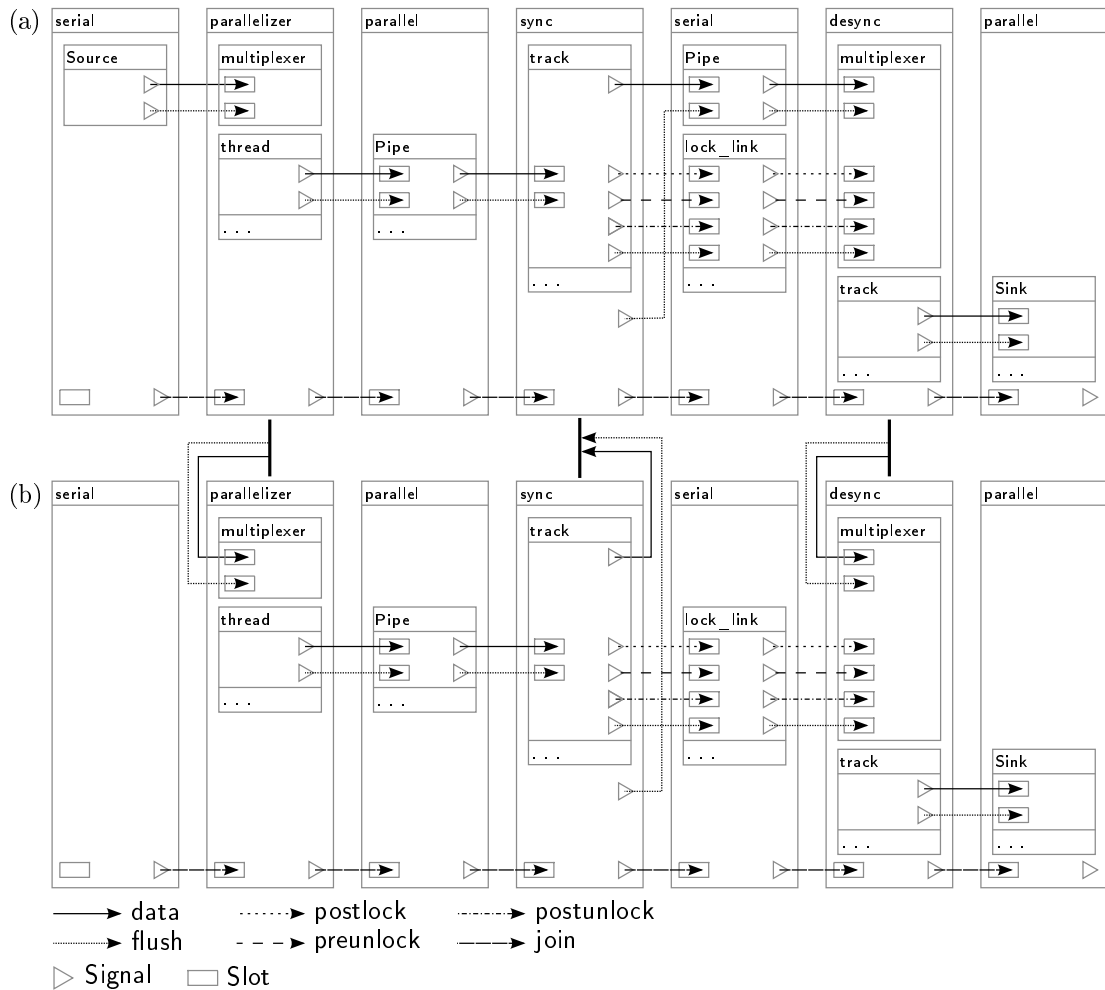 (a)
serial parallelizer parallel sync serial desync parallel
Source multiplexer track Pipe multiplexer
thread Pipe lock_link
. . . . . .
. . . . . .
track Sink
. . . . . .
(b)
serial parallelizer parallel sync serial desync parallel
multiplexer track multiplexer
thread Pipe lock_link
. . . . . .
. . . . . .
track Sink
. . . . . .
data postlock postunlock
flush preunlock join
Signal Slot